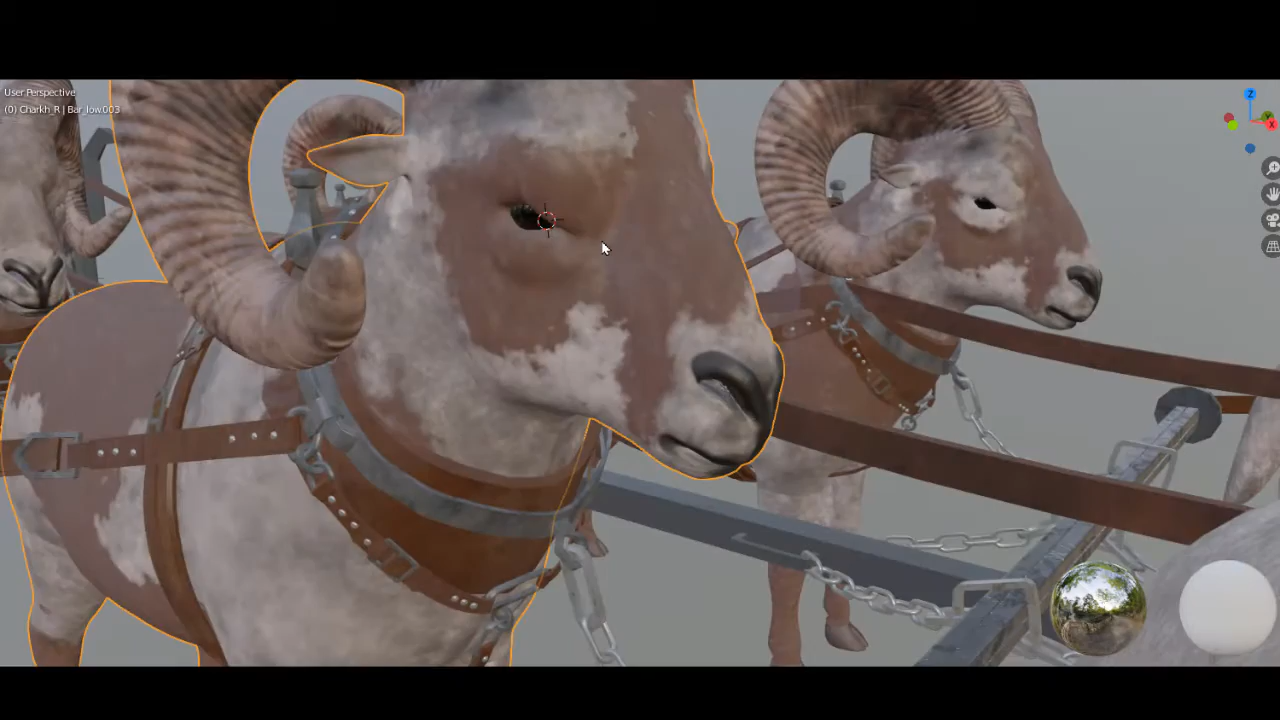 User Perspective
(0) Charkh_R | Bar_low.003
Z
Y
X